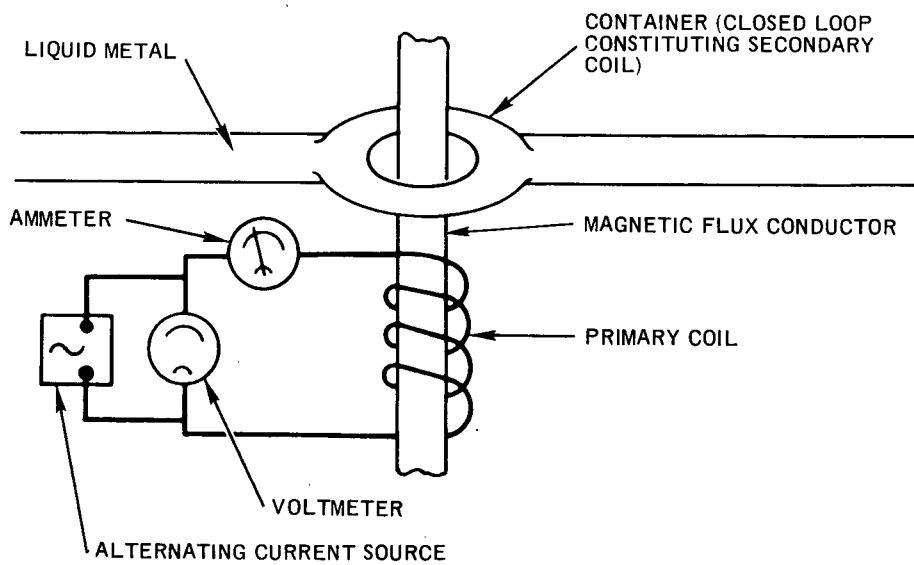 CONTAINER (CLOSED LOOP
CONSTITUTING SECONDARY
COIL)
LIQUID METAL
AMMETER
MAGNETIC FLUX CONDUCTOR
PRIMARY COIL
VOLTMETER
ALTERNATING CURRENT SOURCE